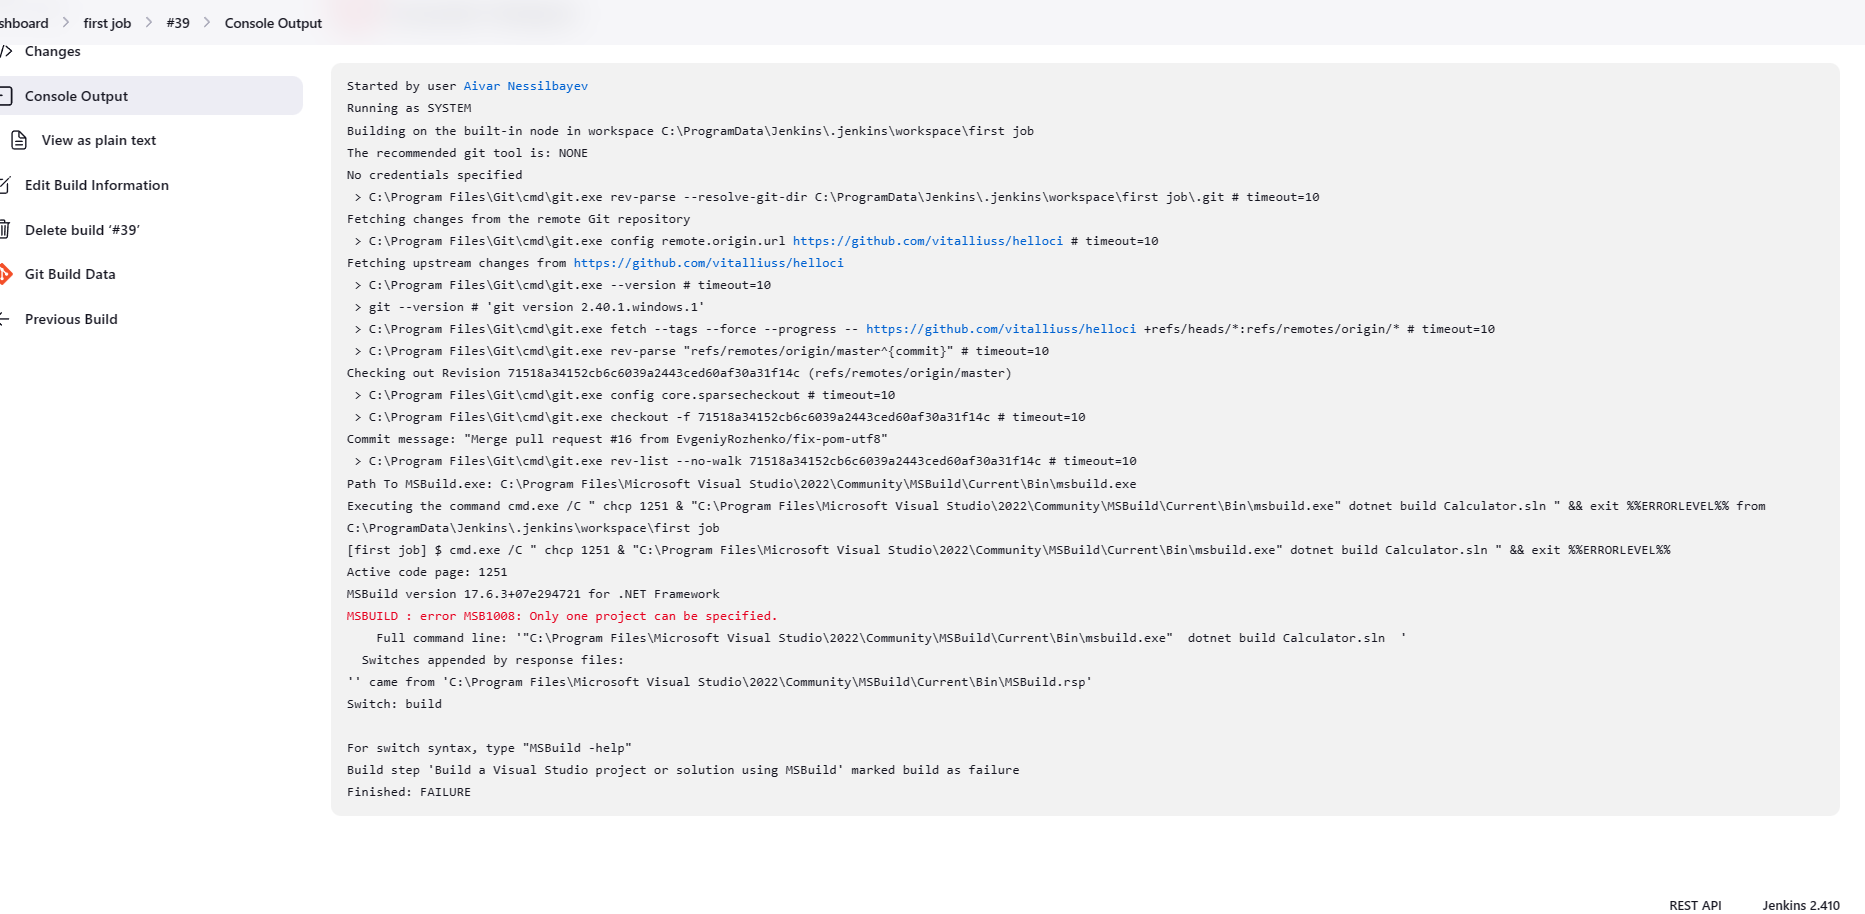 shboard > first job > #39 > Console Output
Changes
Console Output
View as plain text
Edit Build Information
Delete build ‘#39’
Git Build Data
Previous Build
Started by user Aivar Nessilbayev
Running as SYSTEM
Building on the built-in node in workspace C:\ProgramData\Jenkins\.jenkins\workspace\first job
The recommended git tool is: NONE
No credentials specified
 > C:\Program Files\Git\cmd\git.exe rev-parse --resolve-git-dir C:\ProgramData\Jenkins\.jenkins\workspace\first job\.git # timeout=10
Fetching changes from the remote Git repository
 > C:\Program Files\Git\cmd\git.exe config remote.origin.url https://github.com/vitalliuss/helloci # timeout=10
Fetching upstream changes from https://github.com/vitalliuss/helloci
 > C:\Program Files\Git\cmd\git.exe --version # timeout=10
 > git --version # 'git version 2.40.1.windows.1'
 > C:\Program Files\Git\cmd\git.exe fetch --tags --force --progress -- https://github.com/vitalliuss/helloci +refs/heads/*:refs/remotes/origin/* # timeout=10
 > C:\Program Files\Git\cmd\git.exe rev-parse "refs/remotes/origin/master^{commit}" # timeout=10
Checking out Revision 71518a34152cb6c6039a2443ced60af30a31f14c (refs/remotes/origin/master)
 > C:\Program Files\Git\cmd\git.exe config core.sparsecheckout # timeout=10
 > C:\Program Files\Git\cmd\git.exe checkout -f 71518a34152cb6c6039a2443ced60af30a31f14c # timeout=10
Commit message: "Merge pull request #16 from EvgeniyRozhenko/fix-pom-utf8"
 > C:\Program Files\Git\cmd\git.exe rev-list --no-walk 71518a34152cb6c6039a2443ced60af30a31f14c # timeout=10
Path To MSBuild.exe: C:\Program Files\Microsoft Visual Studio\2022\Community\MSBuild\Current\Bin\msbuild.exe
Executing the command cmd.exe /C " chcp 1251 & "C:\Program Files\Microsoft Visual Studio\2022\Community\MSBuild\Current\Bin\msbuild.exe" dotnet build Calculator.sln " && exit %%ERRORLEVEL%% from
C:\ProgramData\Jenkins\.jenkins\workspace\first job
[first job] $ cmd.exe /C " chcp 1251 & "C:\Program Files\Microsoft Visual Studio\2022\Community\MSBuild\Current\Bin\msbuild.exe" dotnet build Calculator.sln " && exit %%ERRORLEVEL%%
Active code page: 1251
MSBuild version 17.6.3+07e294721 for .NET Framework
MSBUILD : error MSB1008: Only one project can be specified.
    Full command line: '"C:\Program Files\Microsoft Visual Studio\2022\Community\MSBuild\Current\Bin\msbuild.exe"  dotnet build Calculator.sln  '
  Switches appended by response files:
'' came from 'C:\Program Files\Microsoft Visual Studio\2022\Community\MSBuild\Current\Bin\MSBuild.rsp'
Switch: build
For switch syntax, type "MSBuild -help"
Build step 'Build a Visual Studio project or solution using MSBuild' marked build as failure
Finished: FAILURE
REST API Jenkins 2.410